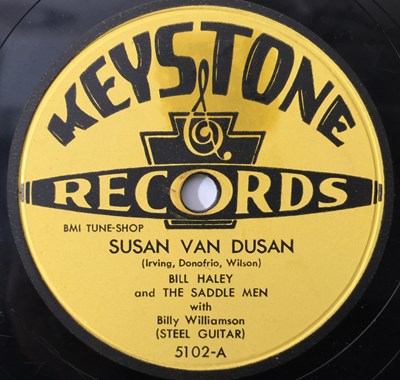 KEYSTONE
RECORDS
BMI TUNE-SHOP
SUSAN VAN DUSAN
(Irving, Donofrio, Wilson)
BILL HALEY
and THE SADDLE MEN
with
Billy Williamson
(STEEL GUITAR)
5102-A